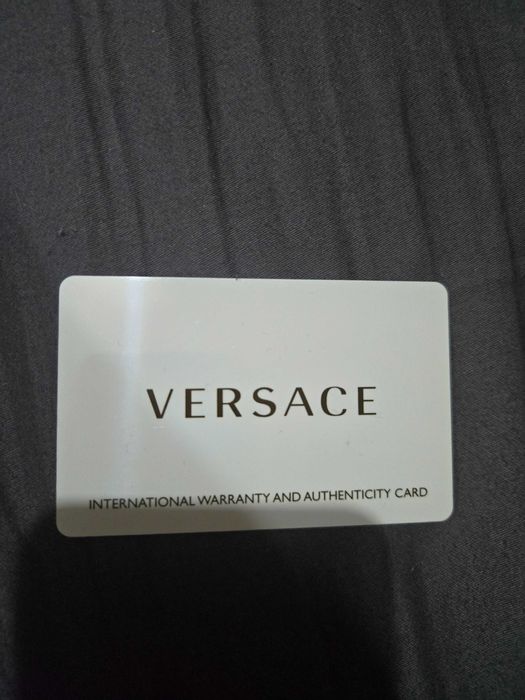 VERSACE
INTERNATIONAL WARRANTY AND AUTHENTICITY CARD